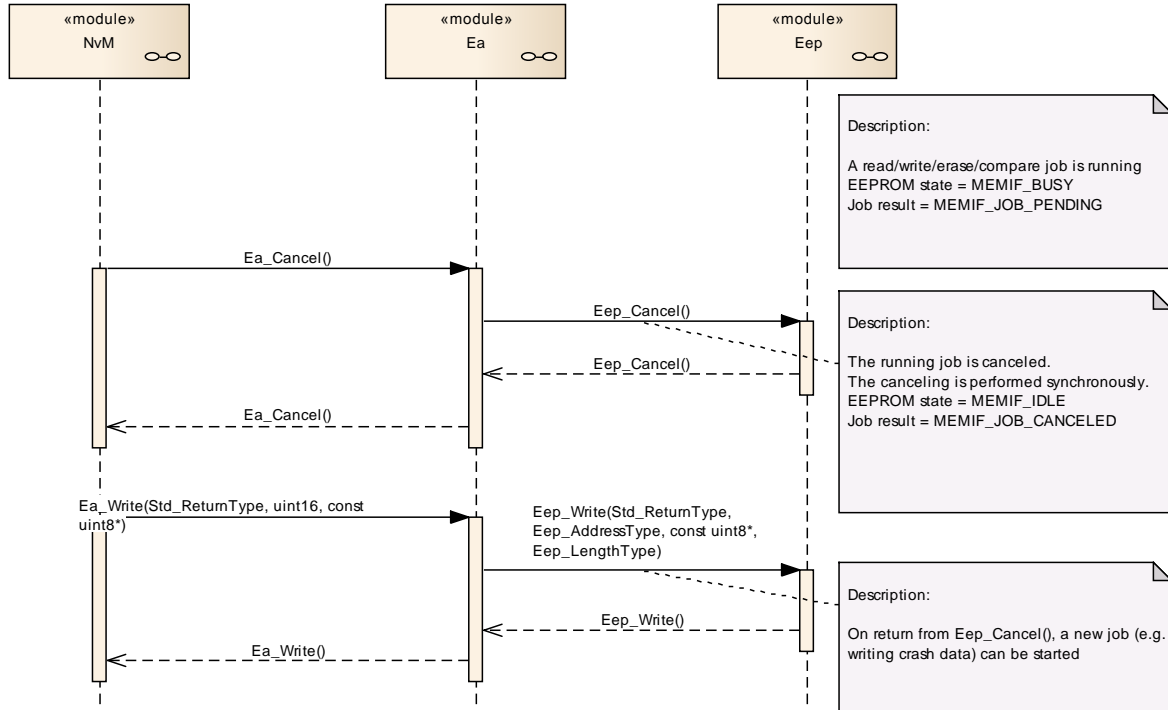 «module»
NvM
«module»
Ea
«module»
Eep
Description:
A read/write/erase/compare job is running
EEPROM state = MEMIF_BUSY
Job result = MEMIF_JOB_PENDING
Ea_Cancel()
Eep_Cancel()
Description:
The running job is canceled.
The canceling is performed synchronously.
EEPROM state = MEMIF_IDLE
Job result = MEMIF_JOB_CANCELED
Eep_Cancel()
Ea_Cancel()
Ea_Write(Std_ReturnType, uint16, const
uint8*)
Eep_Write(Std_ReturnType,
Eep_AddressType, const uint8*,
Eep_LengthType)
Description:
On return from Eep_Cancel(), a new job (e.g.
writing crash data) can be started
Eep_Write()
Ea_Write()